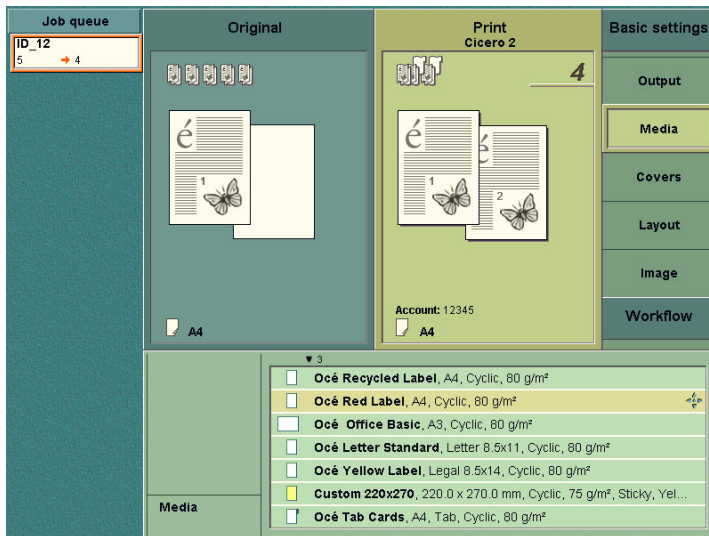 Job queue
ID_12
5 → 4
Original
é
1
A4
Print
Cicero 2
4
é
1
é
2
Account: 12345
A4
Basic settings
Output
Media
Covers
Layout
Image
Workflow
Media
▼ 3
Océ Recycled Label, A4, Cyclic, 80 g/m²
Océ Red Label, A4, Cyclic, 80 g/m²
Océ Office Basic, A3, Cyclic, 80 g/m²
Océ Letter Standard, Letter 8.5x11, Cyclic, 80 g/m²
Océ Yellow Label, Legal 8.5x14, Cyclic, 80 g/m²
Custom 220x270, 220.0 x 270.0 mm, Cyclic, 75 g/m², Sticky, Yel...
Océ Tab Cards, A4, Tab, Cyclic, 80 g/m²